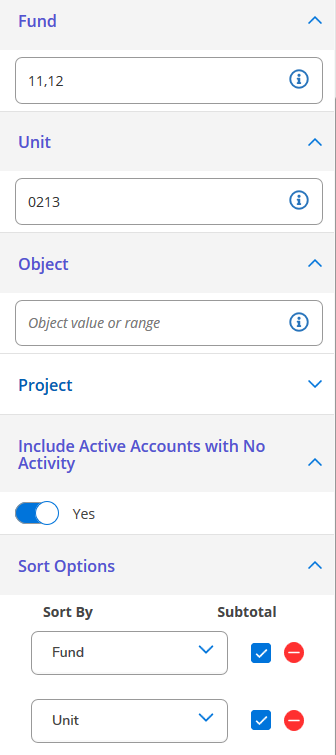 Fund
11,12
Unit
0213
Object
Object value or range
Project
Include Active Accounts with No
Activity
Yes
Sort Options
Sort By Subtotal
Fund
Unit